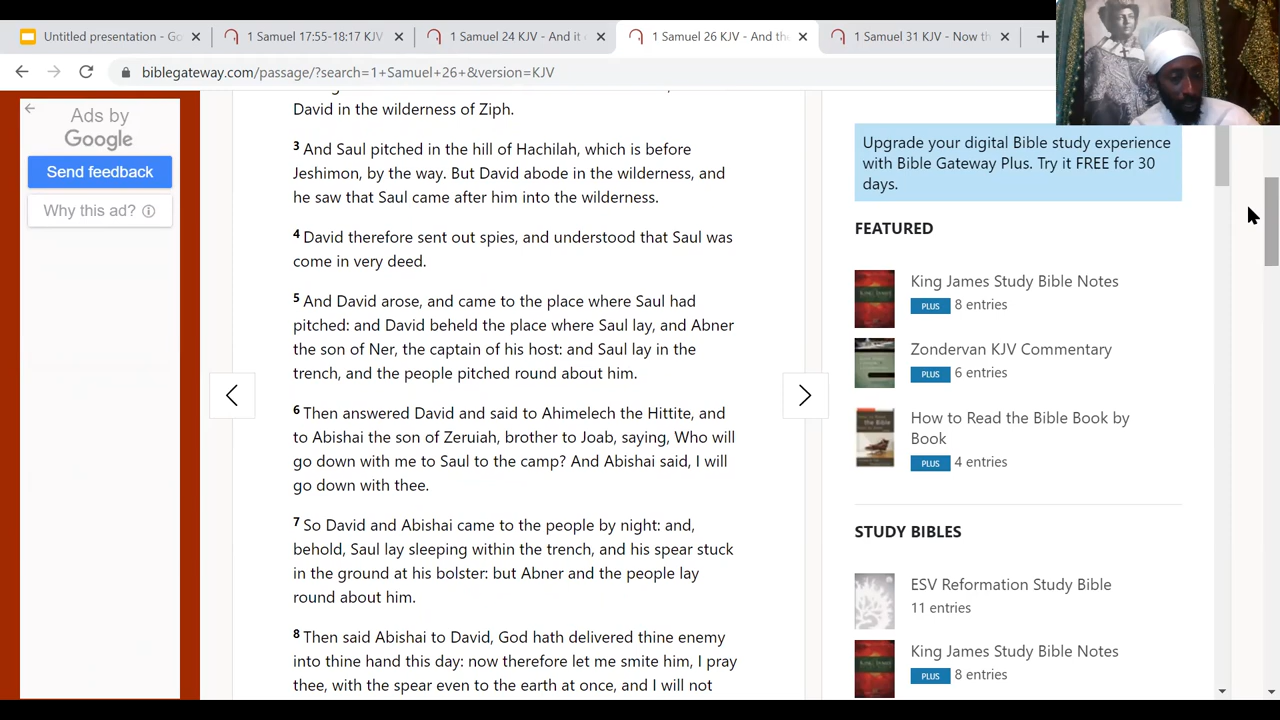 Untitled presentation - Go
1 Samuel 17:55-18:17 KJV
1 Samuel 24 KJV - And it
1 Samuel 26 KJV - And the
1 Samuel 31 KJV - Now th
biblegateway.com/passage/?search=1+Samuel+26+&version=KJV
Ads by
Google
Send feedback
Why this ad?
David in the wilderness of Ziph.
3 And Saul pitched in the hill of Hachilah, which is before
Jeshimon, by the way. But David abode in the wilderness, and
he saw that Saul came after him into the wilderness.
4 David therefore sent out spies, and understood that Saul was
come in very deed.
5 And David arose, and came to the place where Saul had
pitched: and David beheld the place where Saul lay, and Abner
the son of Ner, the captain of his host: and Saul lay in the
trench, and the people pitched round about him.
6 Then answered David and said to Ahimelech the Hittite, and
to Abishai the son of Zeruiah, brother to Joab, saying, Who will
go down with me to Saul to the camp? And Abishai said, I will
go down with thee.
7 So David and Abishai came to the people by night: and,
behold, Saul lay sleeping within the trench, and his spear stuck
in the ground at his bolster: but Abner and the people lay
round about him.
8 Then said Abishai to David, God hath delivered thine enemy
into thine hand this day: now therefore let me smite him, I pray
thee, with the spear even to the earth at once, and I will not
Upgrade your digital Bible study experience
with Bible Gateway Plus. Try it FREE for 30
days.
FEATURED
King James Study Bible Notes
PLUS 8 entries
Zondervan KJV Commentary
PLUS 6 entries
How to Read the Bible Book by
Book
PLUS 4 entries
STUDY BIBLES
ESV Reformation Study Bible
11 entries
King James Study Bible Notes
PLUS 8 entries